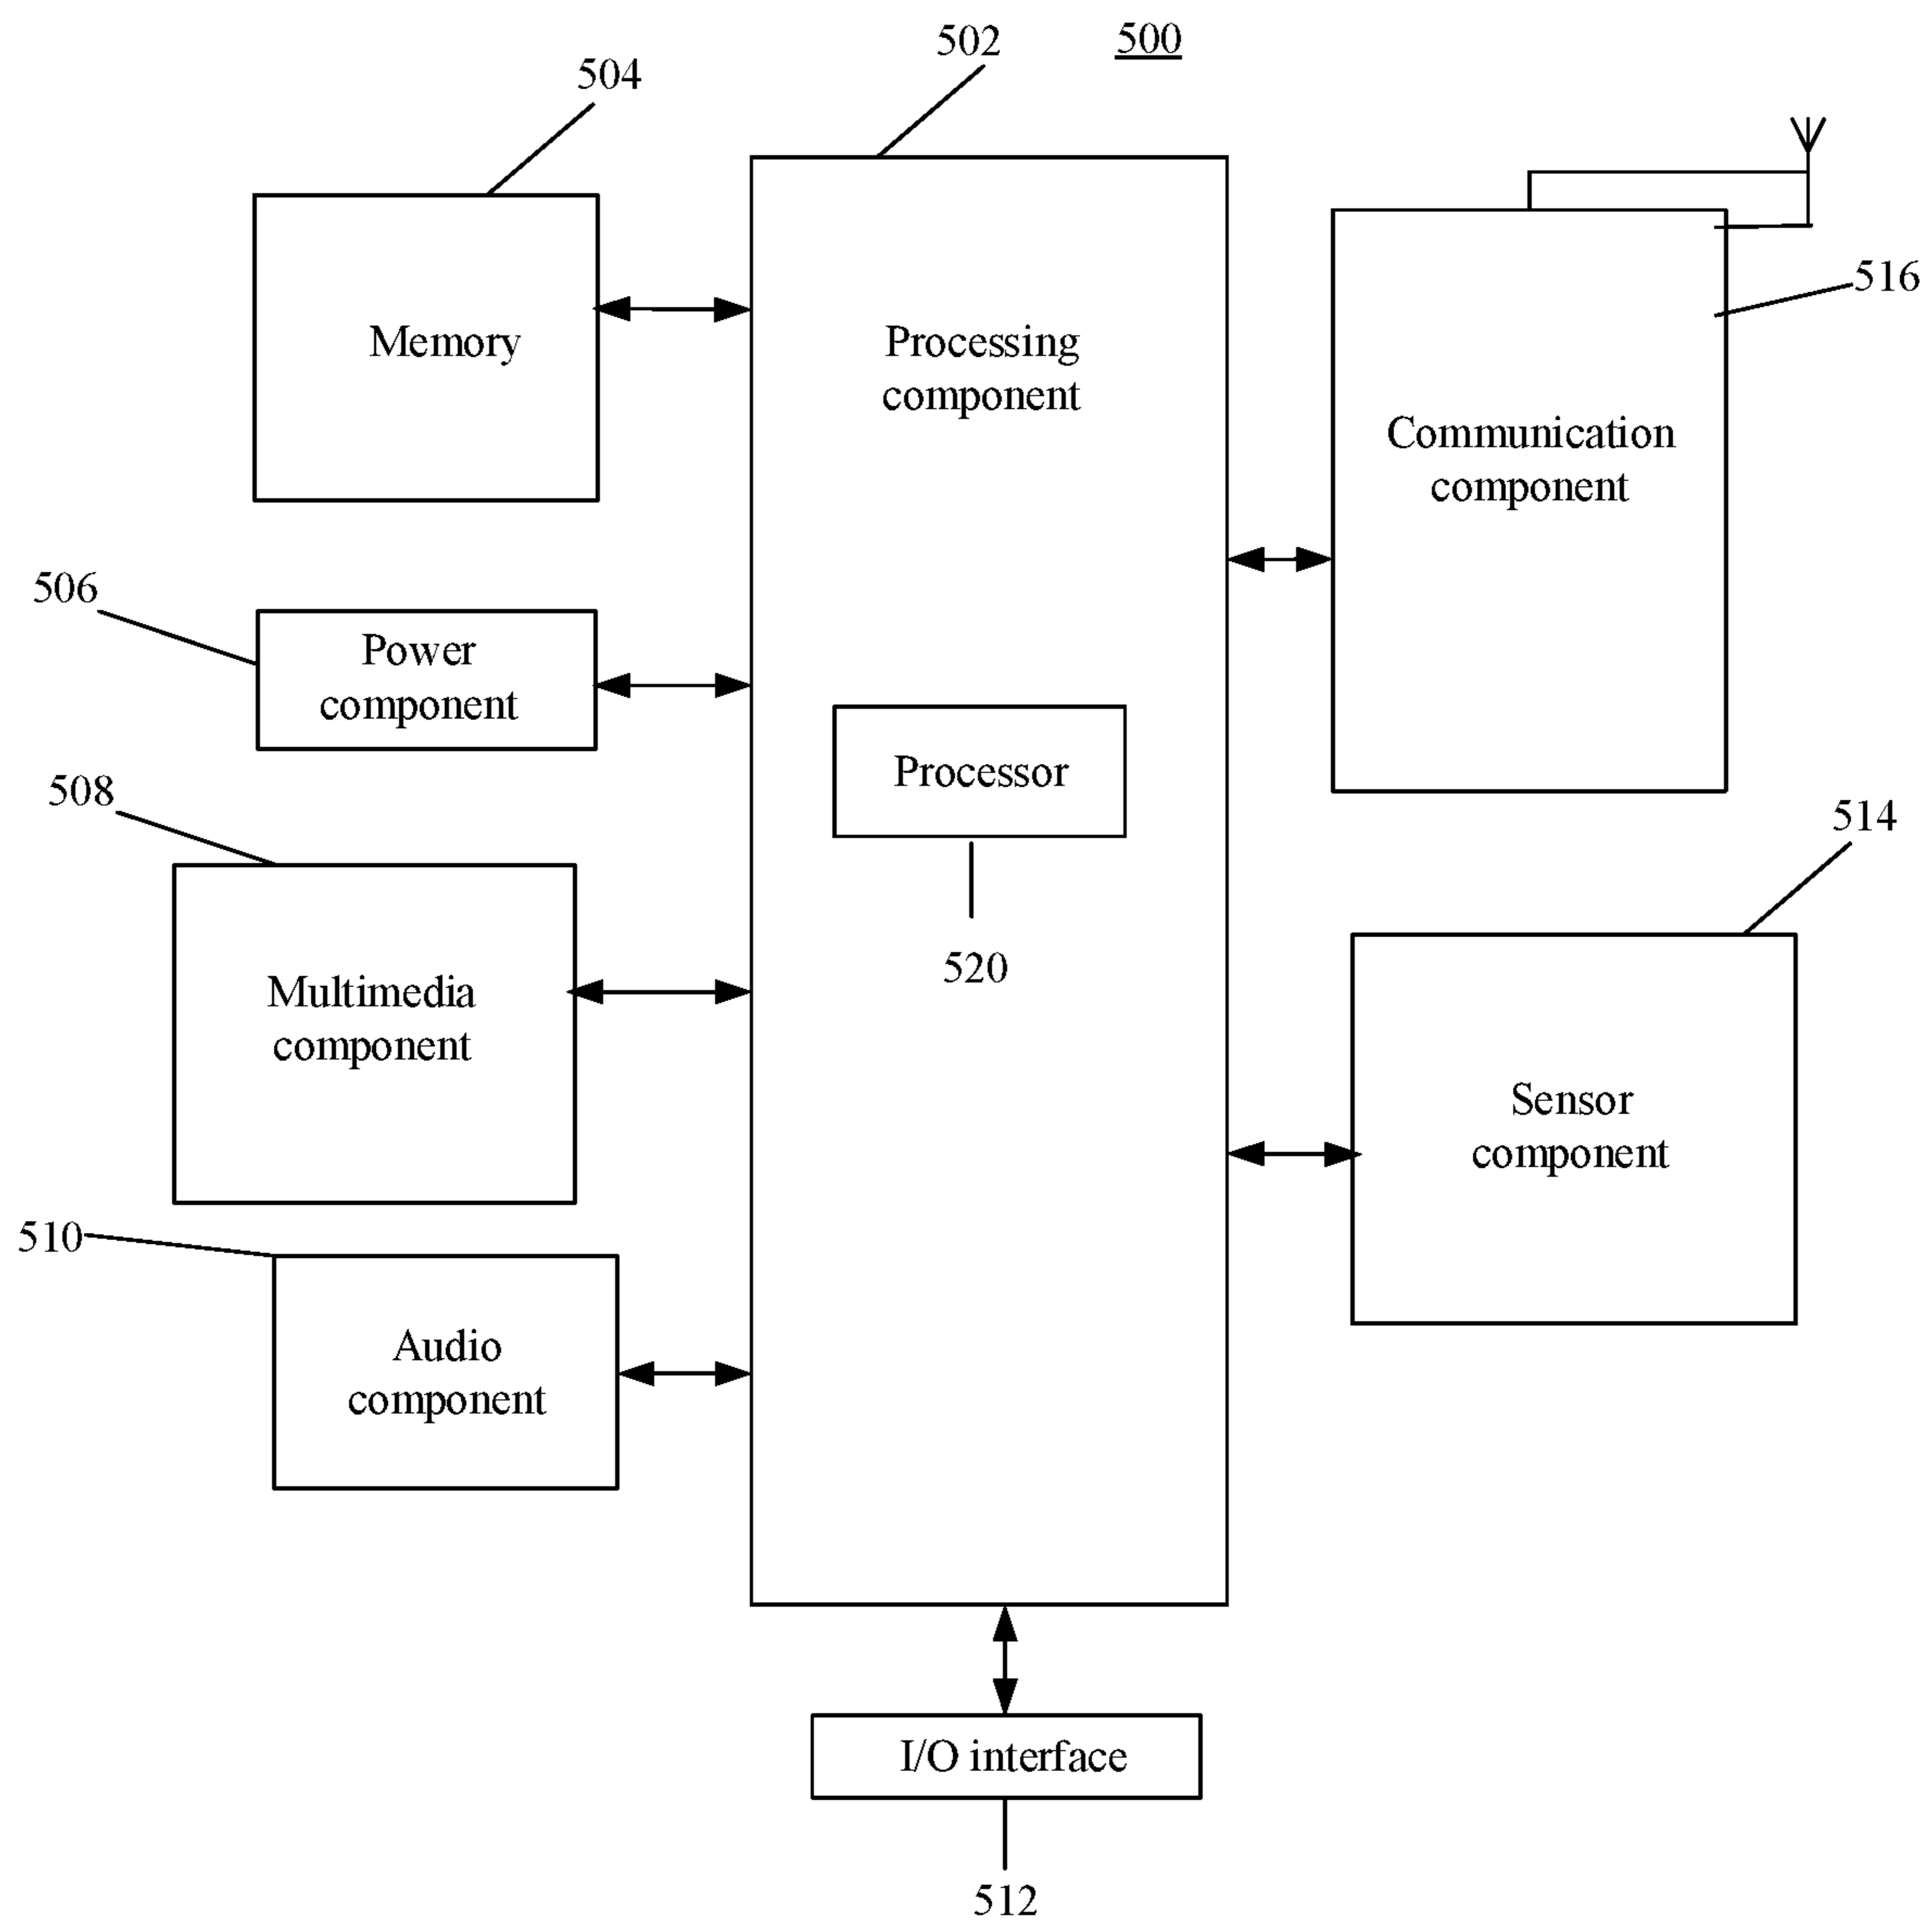 500
502
504
Memory
Processing
component
Communication
component
516
506
Power
component
Processor
520
508
Multimedia
component
514
Sensor
component
510
Audio
component
I/O interface
512